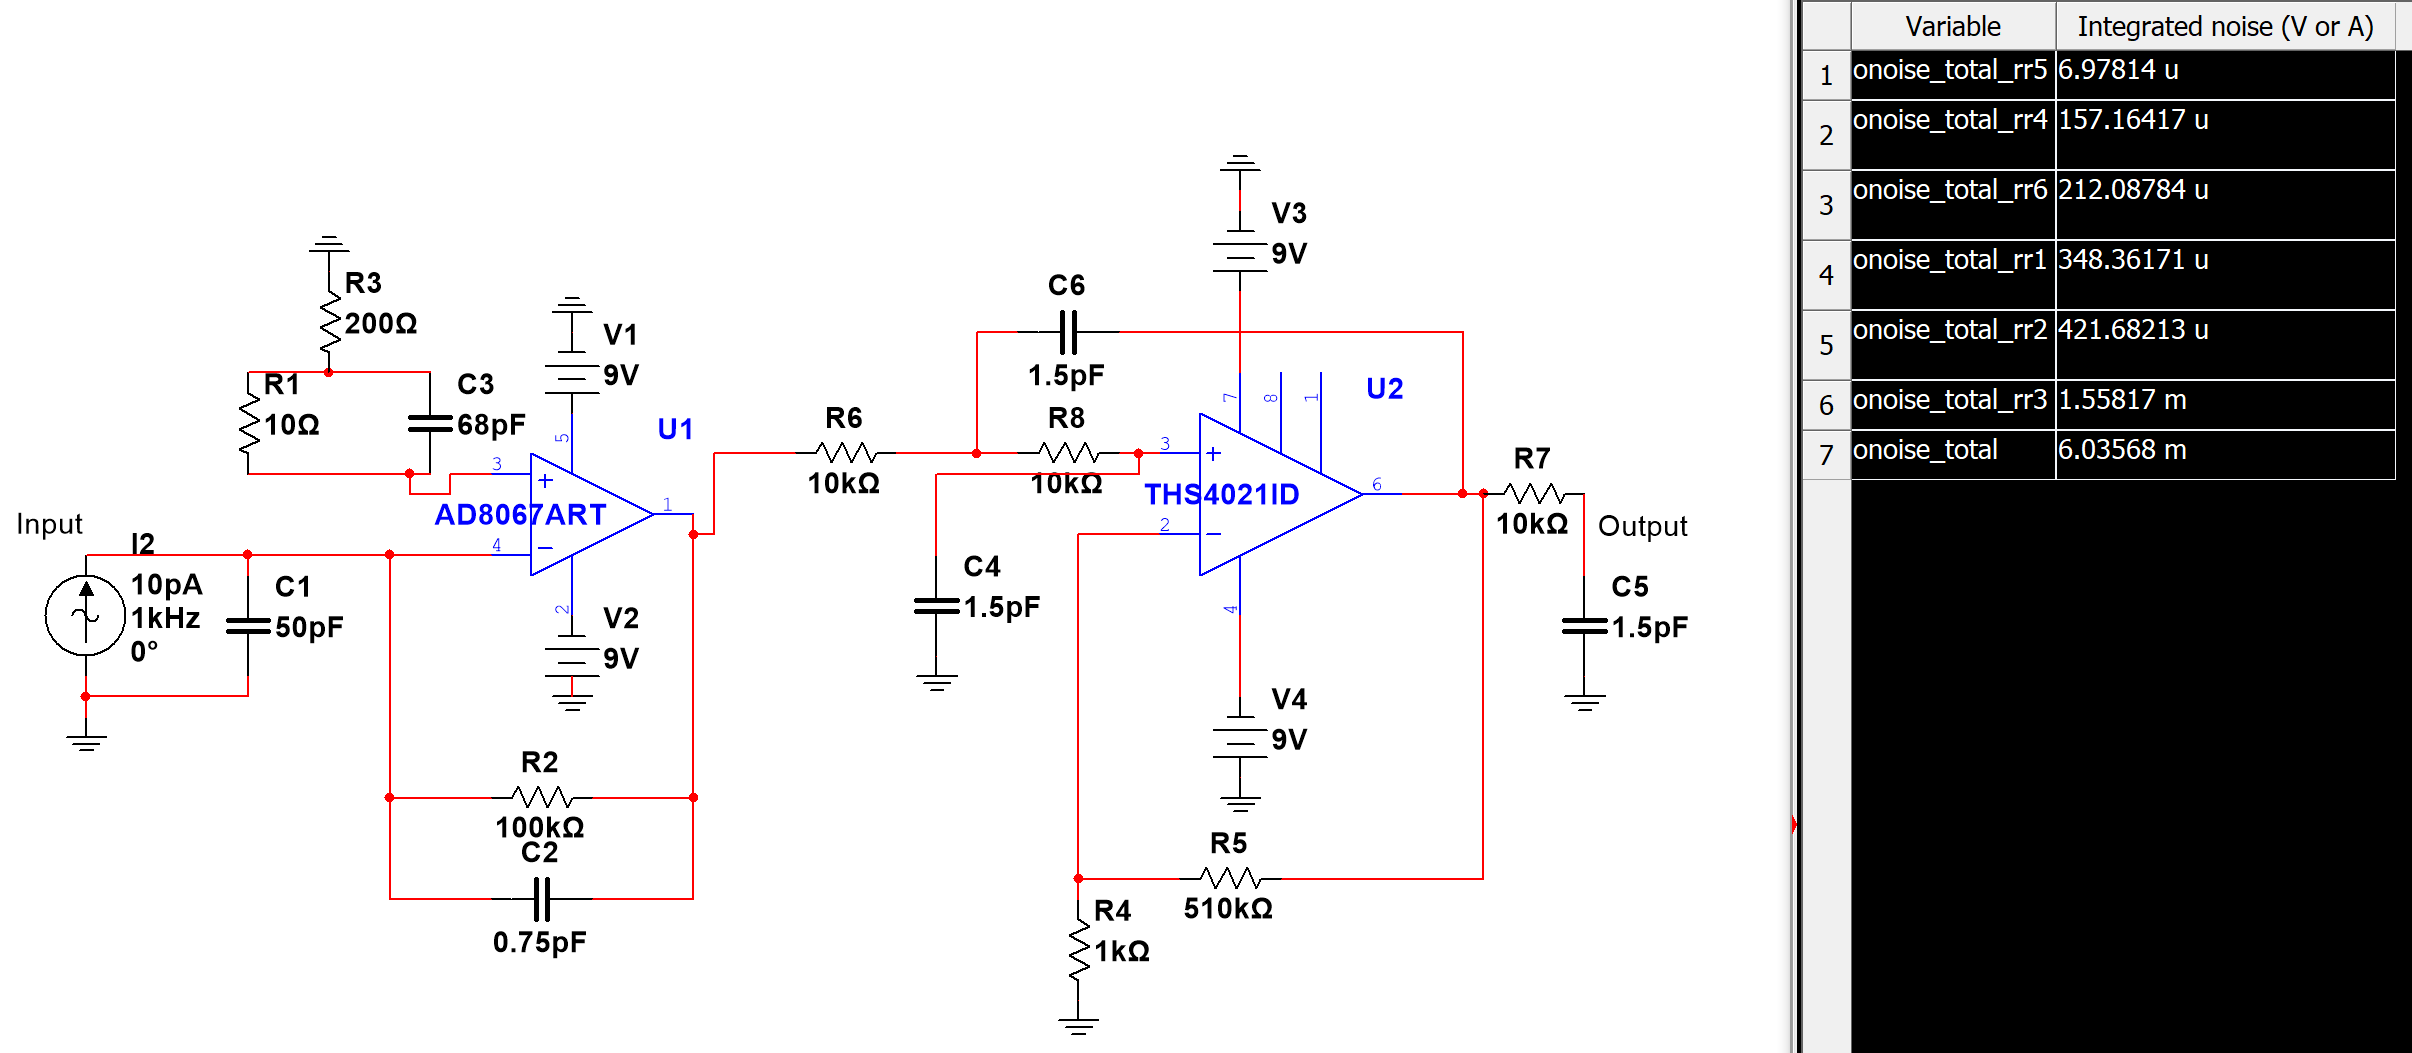 Input
I2
10pA
1kHz
0°
C1
50pF
R3
200Ω
R1
10Ω
C3
68pF
V1
9V
5
U1
3
+
AD8067ART
1
4
−
2
V2
9V
R2
100kΩ
C2
0.75pF
R6
10kΩ
C6
1.5pF
R8
10kΩ
C4
1.5pF
V3
9V
7
8
1
U2
3
+
THS4021ID
6
2
−
4
V4
9V
R5
510kΩ
R4
1kΩ
R7
10kΩ
Output
C5
1.5pF
Variable Integrated noise (V or A)
1 onoise_total_rr5 6.97814 u
2 onoise_total_rr4 157.16417 u
3 onoise_total_rr6 212.08784 u
4 onoise_total_rr1 348.36171 u
5 onoise_total_rr2 421.68213 u
6 onoise_total_rr3 1.55817 m
7 onoise_total 6.03568 m